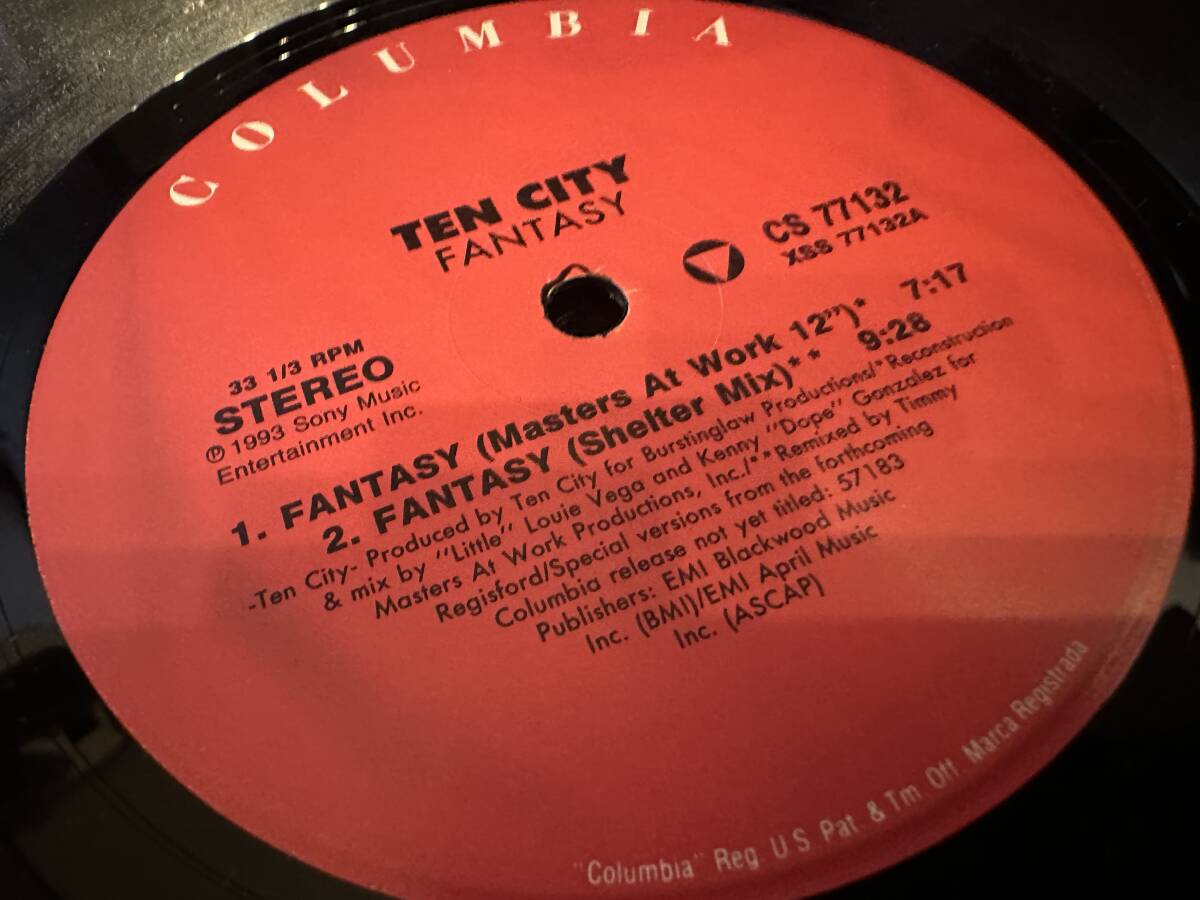 COLUMBIA
TEN CITY
FANTASY
CS 77132
XSS 77132A
33 1/3 RPM
STEREO
℗ 1993 Sony Music
Entertainment Inc.
1. FANTASY (Masters At Work 12")* 7:17
2. FANTASY (Shelter Mix)** 9:28
-Ten City- Produced by Ten City for Burstinglaw Productions/*Reconstruction
& mix by "Little" Louie Vega and Kenny "Dope" Gonzalez for
Masters At Work Productions, Inc./**Remixed by Timmy
Regisford/Special versions from the forthcoming
Columbia release not yet titled: 57183
Publishers: EMI Blackwood Music
Inc. (BMI)/EMI April Music
Inc. (ASCAP)
"Columbia" Reg. U.S. Pat. & Tm. Off. Marca Registrada